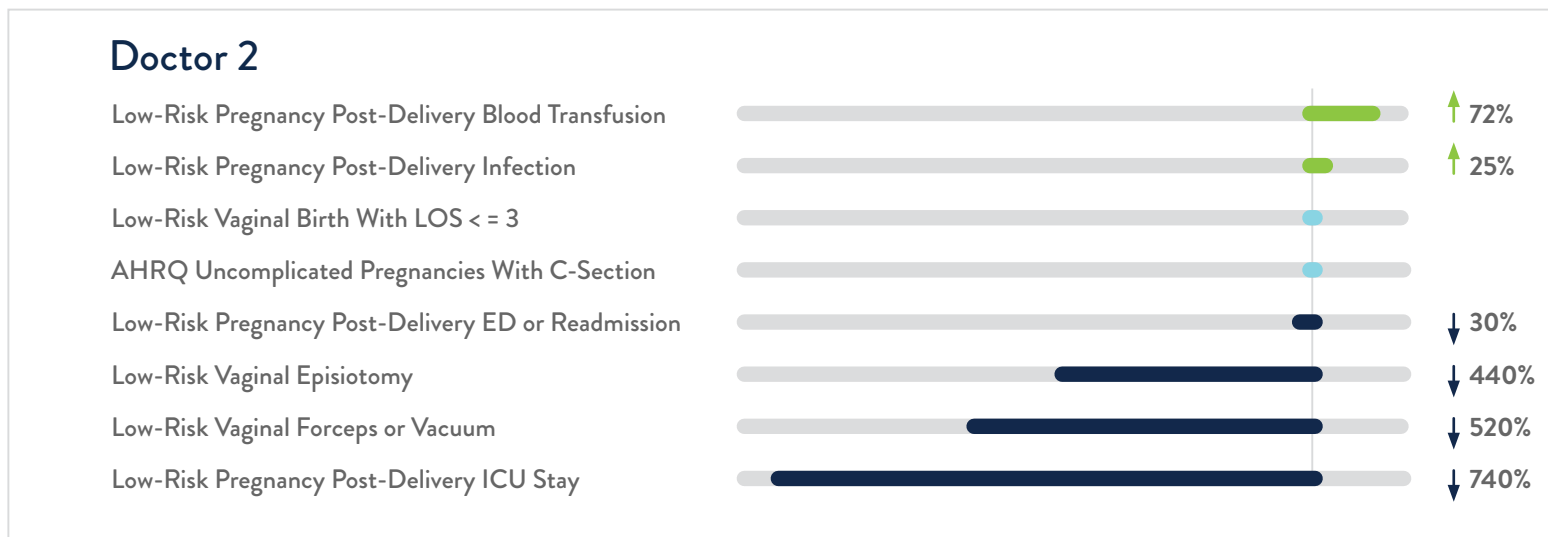 Doctor 2
Low-Risk Pregnancy Post-Delivery Blood Transfusion 72%
Low-Risk Pregnancy Post-Delivery Infection 25%
Low-Risk Vaginal Birth With LOS < = 3
AHRQ Uncomplicated Pregnancies With C-Section
Low-Risk Pregnancy Post-Delivery ED or Readmission 30%
Low-Risk Vaginal Episiotomy 440%
Low-Risk Vaginal Forceps or Vacuum 520%
Low-Risk Pregnancy Post-Delivery ICU Stay 740%